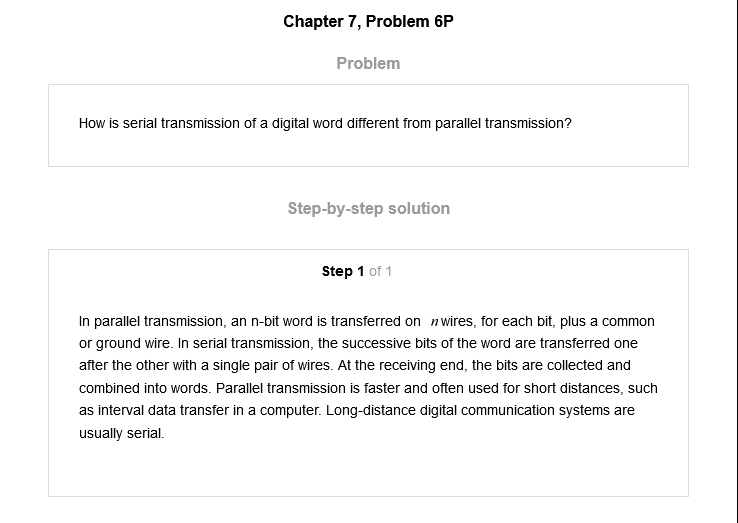 Chapter 7, Problem 6P
Problem
How is serial transmission of a digital word different from parallel transmission?
Step-by-step solution
Step 1 of 1
In parallel transmission, an n-bit word is transferred on n wires, for each bit, plus a common
or ground wire. In serial transmission, the successive bits of the word are transferred one
after the other with a single pair of wires. At the receiving end, the bits are collected and
combined into words. Parallel transmission is faster and often used for short distances, such
as interval data transfer in a computer. Long-distance digital communication systems are
usually serial.